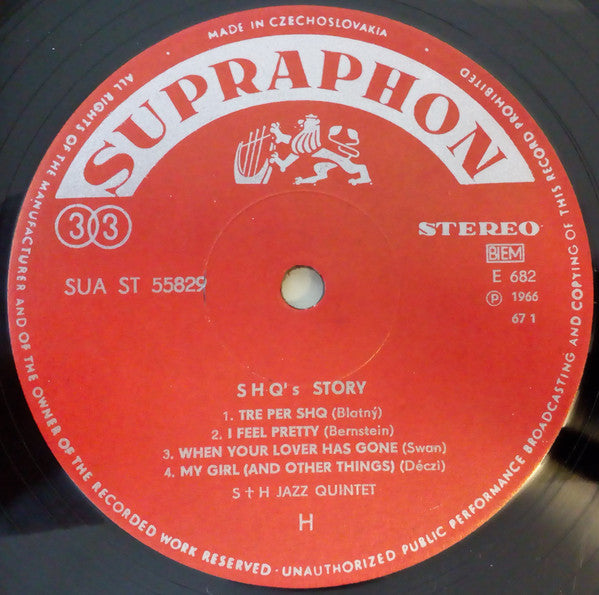 MADE IN CZECHOSLOVAKIA
ALL RIGHTS OF THE MANUFACTURER AND OF THE OWNER OF THE RECORDED WORK RESERVED · UNAUTHORIZED PUBLIC PERFORMANCE BROADCASTING AND COPYING OF THIS RECORD PROHIBITED
SUPRAPHON
33
STEREO
BIEM
SUA ST 55829
E 682
Ⓟ 1966
67 1
SHQ's STORY
1. TRE PER SHQ (Blatný)
2. I FEEL PRETTY (Bernstein)
3. WHEN YOUR LOVER HAS GONE (Swan)
4. MY GIRL (AND OTHER THINGS) (Déczi)
S+H JAZZ QUINTET
H